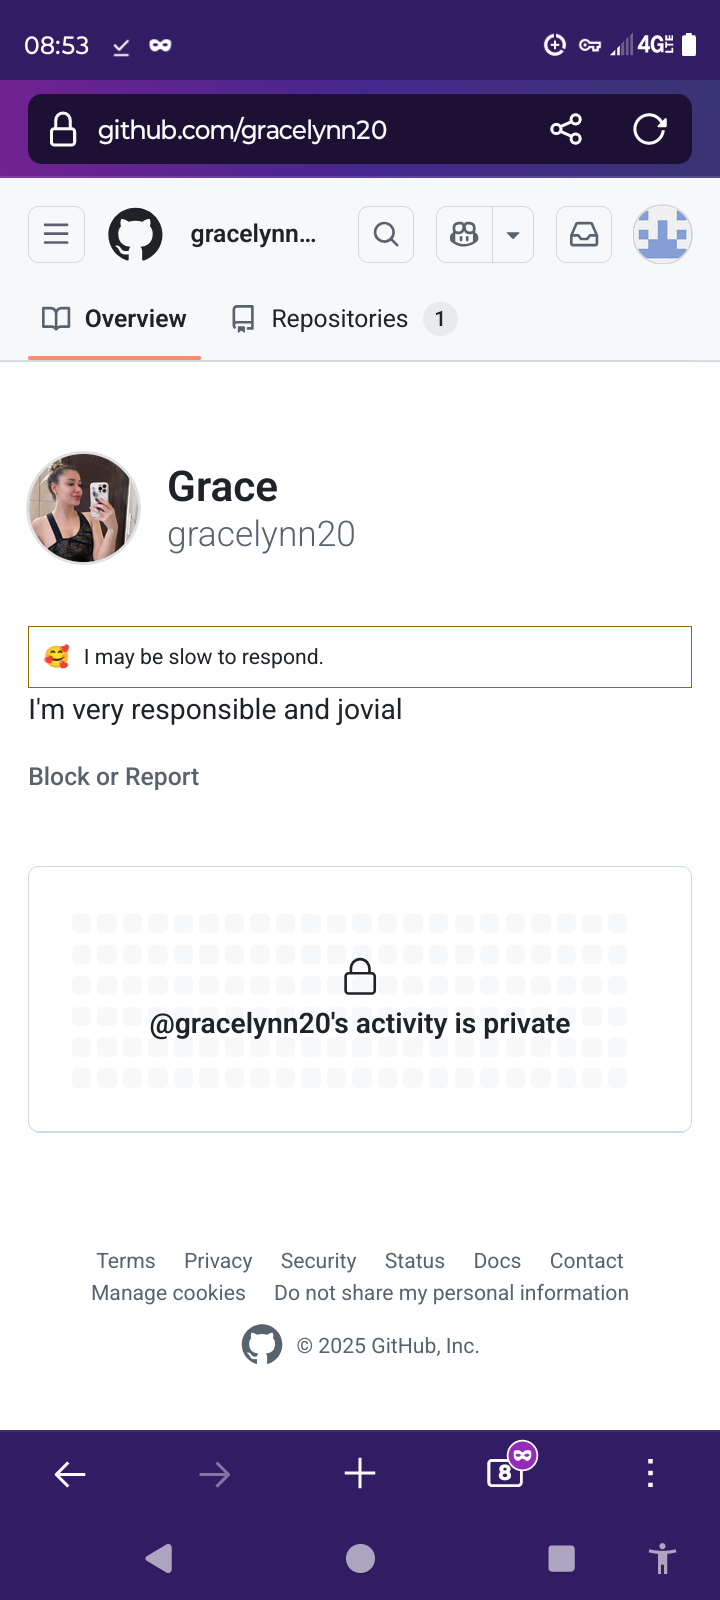 08:53 4G LTE
github.com/gracelynn20
gracelynn...
Overview Repositories 1
Grace
gracelynn20
🥰 I may be slow to respond.
I'm very responsible and jovial
Block or Report
@gracelynn20's activity is private
Terms Privacy Security Status Docs Contact
Manage cookies Do not share my personal information
© 2025 GitHub, Inc.
8